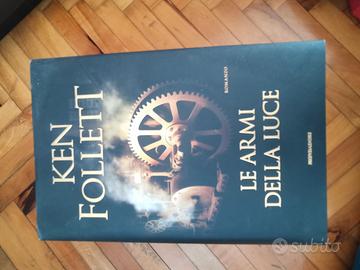 KEN
FOLLETT
ROMANZO
LE ARMI
DELLA LUCE
MONDADORI
subito